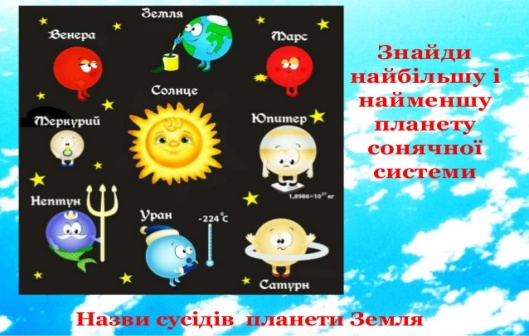 Земля
Венера
Марс
Солнце
Меркурий
Юпитер
1,8986×10²⁷ кг
Нептун
Уран
-224 °C
Сатурн
Знайди
найбільшу і
найменшу
планету
сонячної
системи
Назви сусідів планети Земля